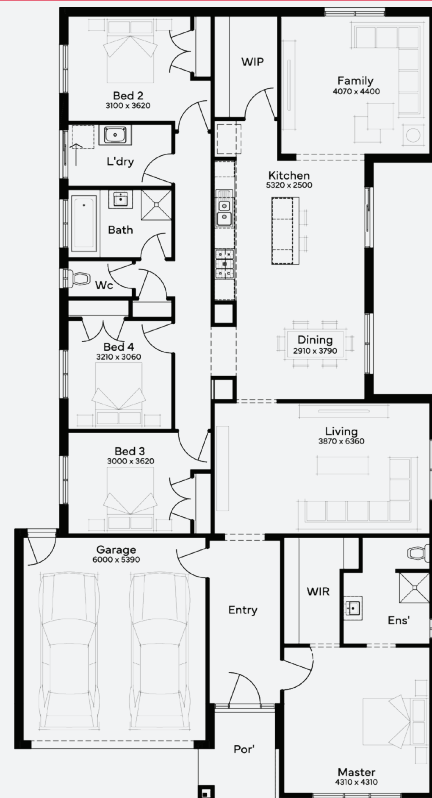 WIP
Family
4070 x 4400
Bed 2
3100 x 3620
L'dry
Kitchen
5320 x 2500
Bath
Wc
Bed 4
3210 x 3060
Dining
2910 x 3790
Living
3870 x 6360
Bed 3
3000 x 3620
Garage
6000 x 5390
Entry
WIR
Ens'
Por'
Master
4310 x 4310